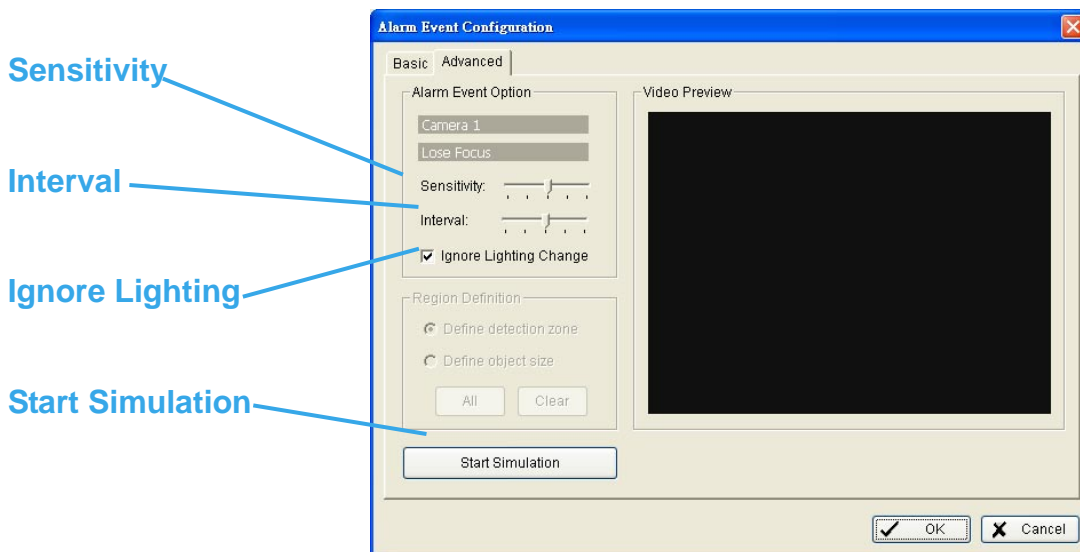 Sensitivity
Interval
Ignore Lighting
Start Simulation
Alarm Event Configuration
Basic
Advanced
Alarm Event Option
Camera 1
Lose Focus
Sensitivity:
Interval:
Ignore Lighting Change
Region Definition
Define detection zone
Define object size
All
Clear
Start Simulation
Video Preview
OK
Cancel